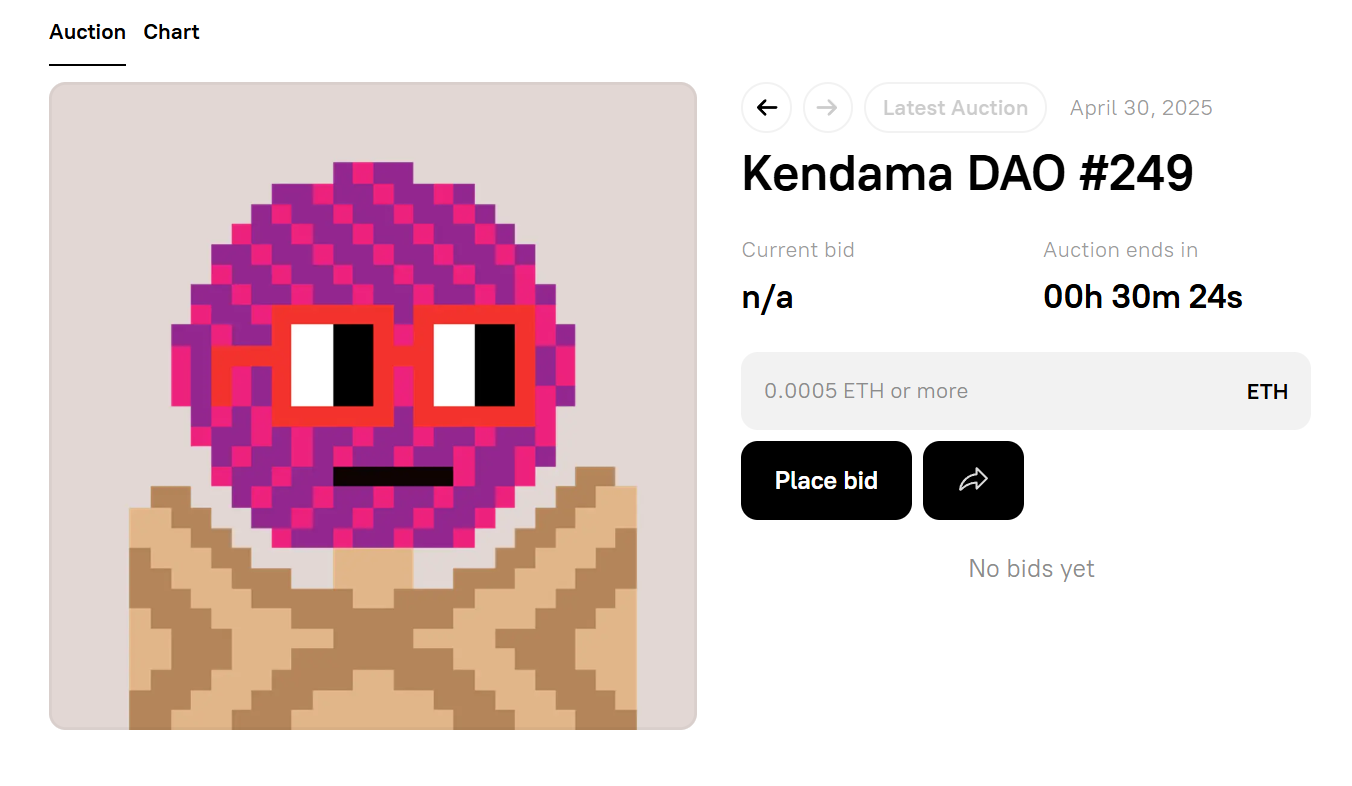 Auction Chart
Latest Auction April 30, 2025
Kendama DAO #249
Current bid Auction ends in
n/a 00h 30m 24s
0.0005 ETH or more ETH
Place bid
No bids yet